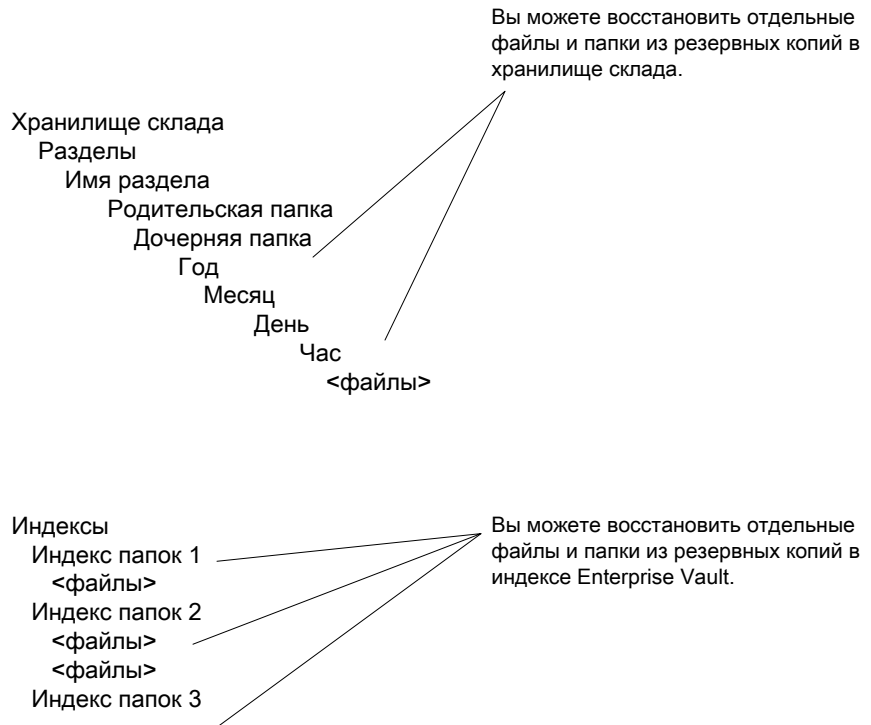 Вы можете восстановить отдельные
файлы и папки из резервных копий в
хранилище склада.
Хранилище склада
Разделы
Имя раздела
Родительская папка
Дочерняя папка
Год
Месяц
День
Час
<файлы>
Индексы
Индекс папок 1
<файлы>
Индекс папок 2
<файлы>
<файлы>
Индекс папок 3
Вы можете восстановить отдельные
файлы и папки из резервных копий в
индексе Enterprise Vault.